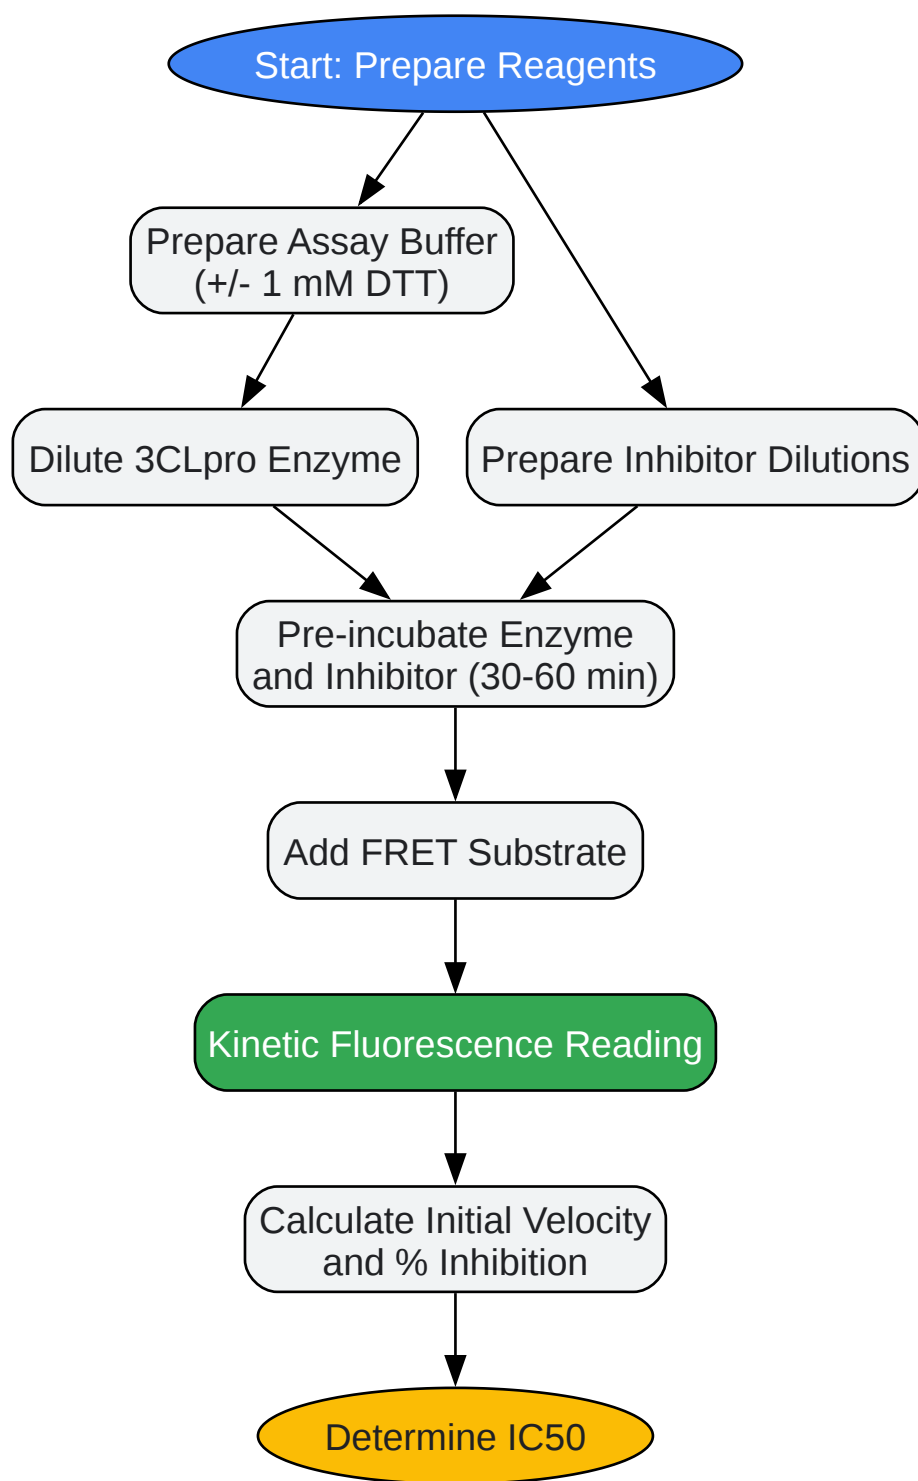 Start: Prepare Reagents
Prepare Assay Buffer
(+/- 1 mM DTT)
Dilute 3CLpro Enzyme
Prepare Inhibitor Dilutions
Pre-incubate Enzyme
and Inhibitor (30-60 min)
Add FRET Substrate
Kinetic Fluorescence Reading
Calculate Initial Velocity
and % Inhibition
Determine IC50